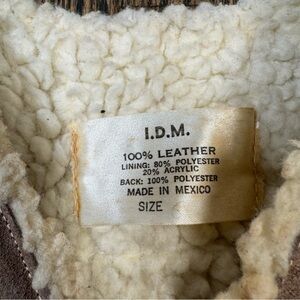 I.D.M.
100% LEATHER
LINING: 80% POLYESTER
20% ACRYLIC
BACK: 100% POLYESTER
MADE IN MEXICO
SIZE